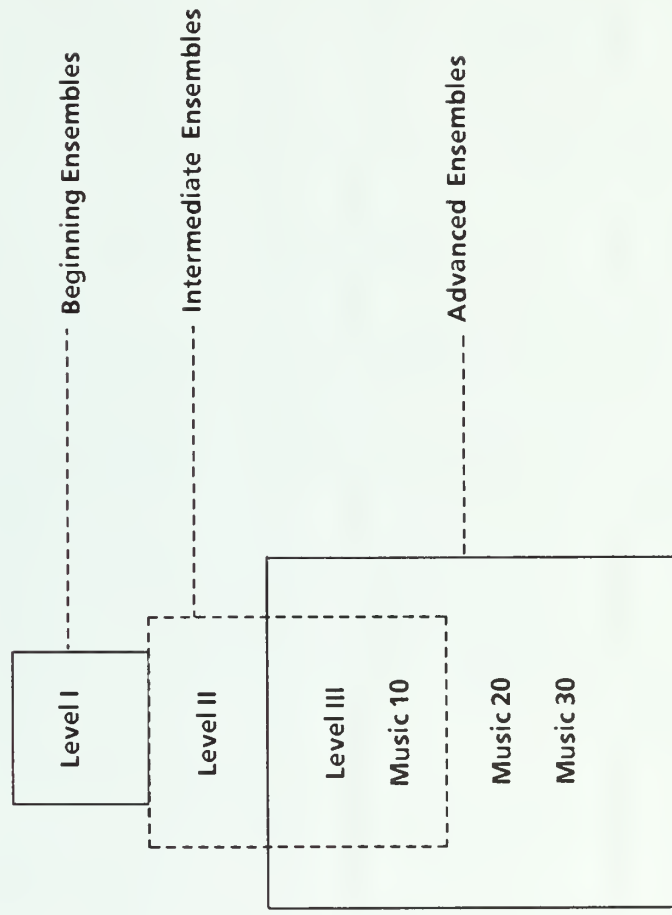 Beginning Ensembles
Intermediate Ensembles
Advanced Ensembles
Level I
Level II
Level III
Music 10
Music 20
Music 30